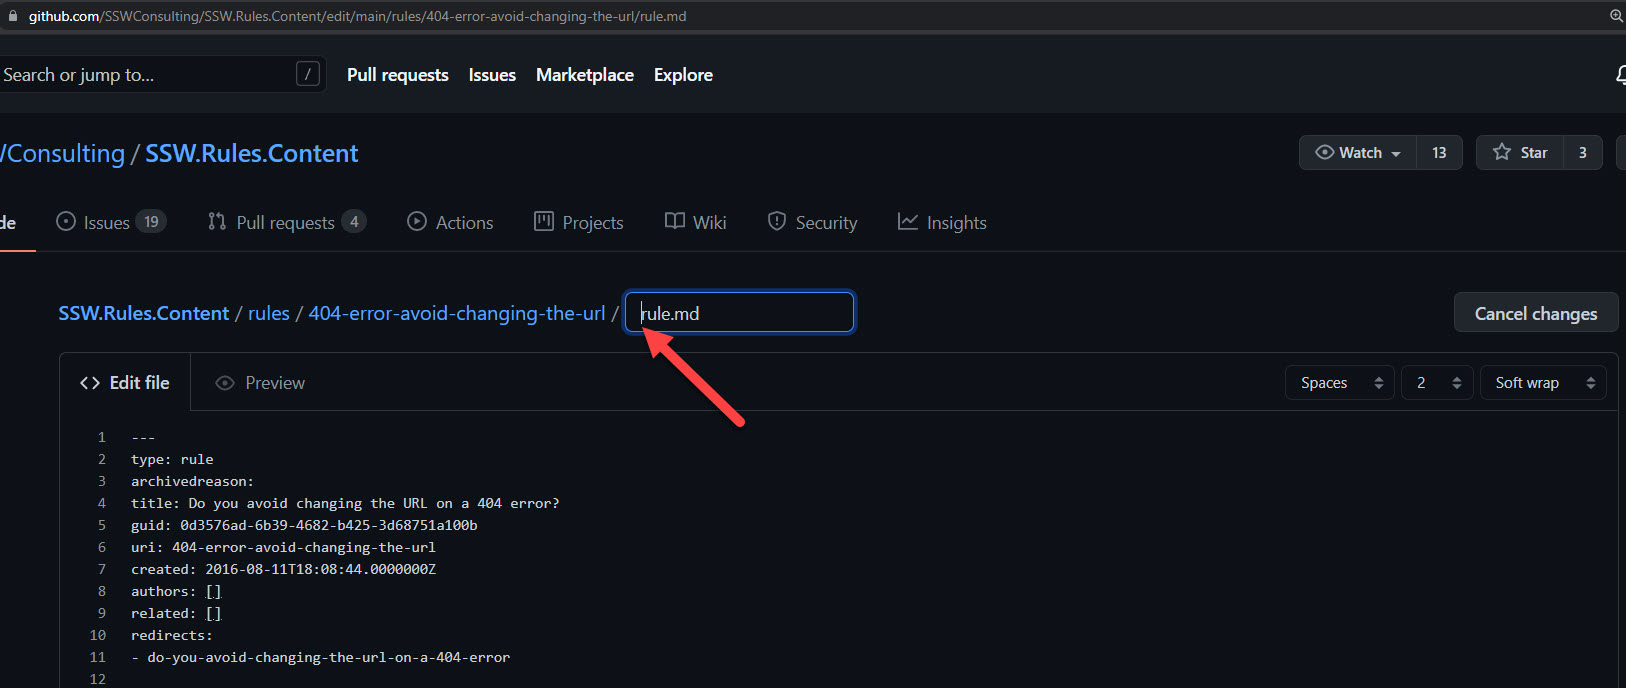 github.com/SSWConsulting/SSW.Rules.Content/edit/main/rules/404-error-avoid-changing-the-url/rule.md
Search or jump to... / Pull requests Issues Marketplace Explore
Consulting / SSW.Rules.Content Watch 13 Star 3
de Issues 19 Pull requests 4 Actions Projects Wiki Security Insights
SSW.Rules.Content / rules / 404-error-avoid-changing-the-url / rule.md Cancel changes
<> Edit file Preview Spaces 2 Soft wrap
1 ---
2 type: rule
3 archivedreason:
4 title: Do you avoid changing the URL on a 404 error?
5 guid: 0d3576ad-6b39-4682-b425-3d68751a100b
6 uri: 404-error-avoid-changing-the-url
7 created: 2016-08-11T18:08:44.0000000Z
8 authors: []
9 related: []
10 redirects:
11 - do-you-avoid-changing-the-url-on-a-404-error
12